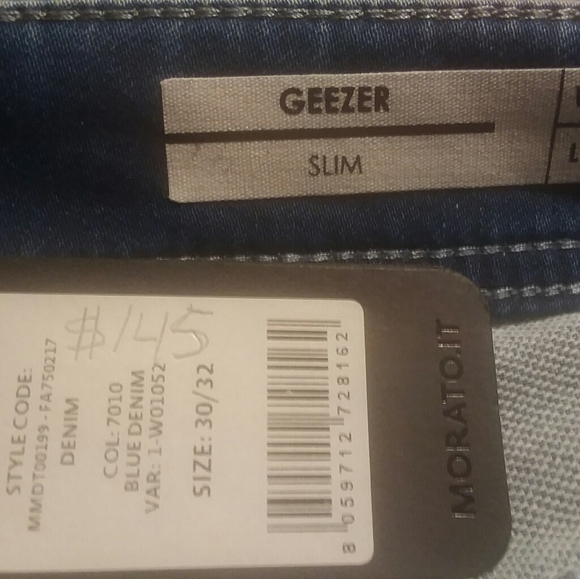 GEEZER
SLIM
L
STYLE CODE:
MMDT00199 - FA750217
DENIM
COL: 7010
BLUE DENIM
VAR: 1-W01052
SIZE: 30/32
8 059712 728162
MORATO.IT